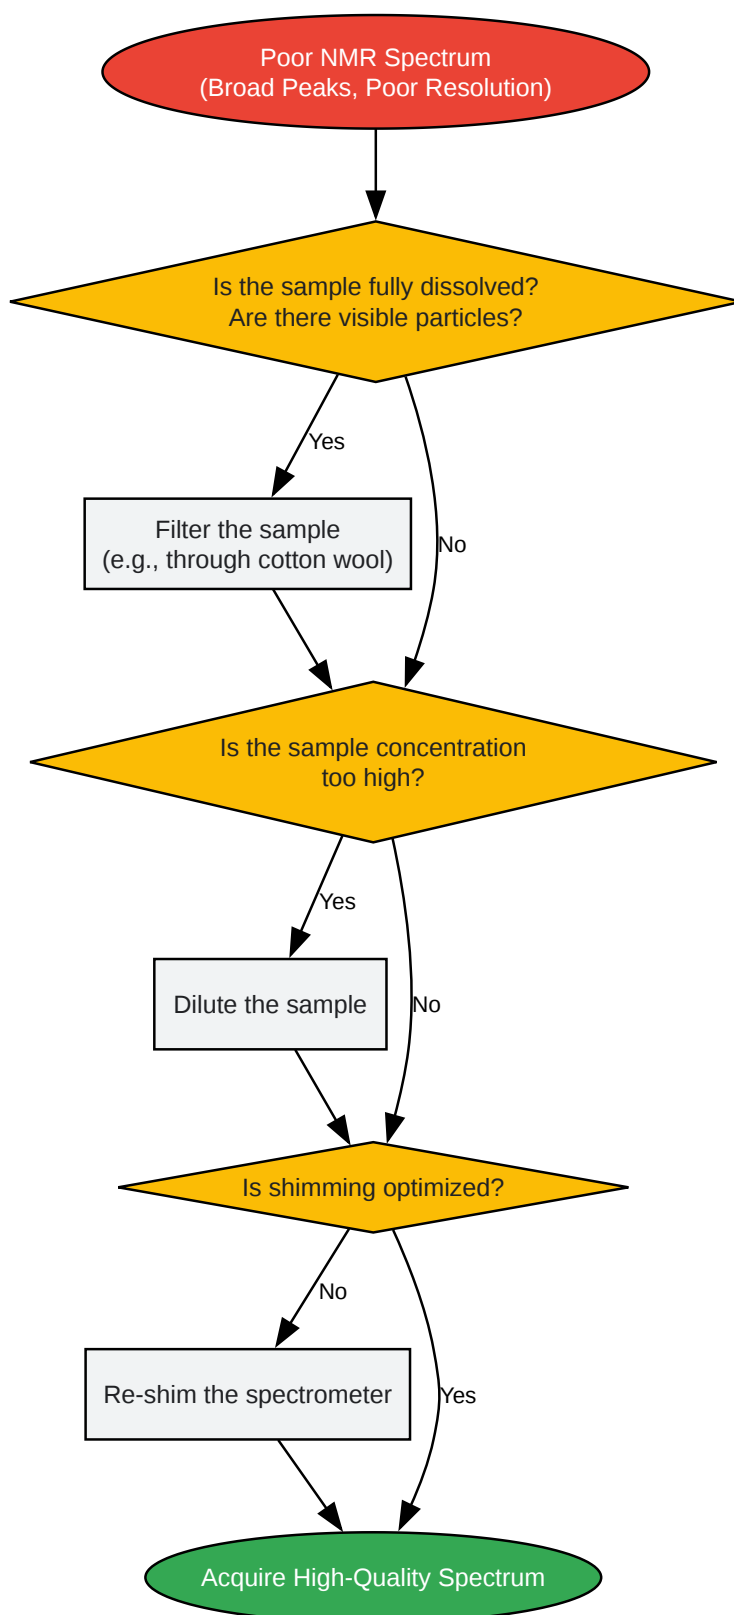 Poor NMR Spectrum
(Broad Peaks, Poor Resolution)
Is the sample fully dissolved?
Are there visible particles?
Yes
Filter the sample
(e.g., through cotton wool)
No
Is the sample concentration
too high?
Yes
Dilute the sample
No
Is shimming optimized?
No
Re-shim the spectrometer
Yes
Acquire High-Quality Spectrum